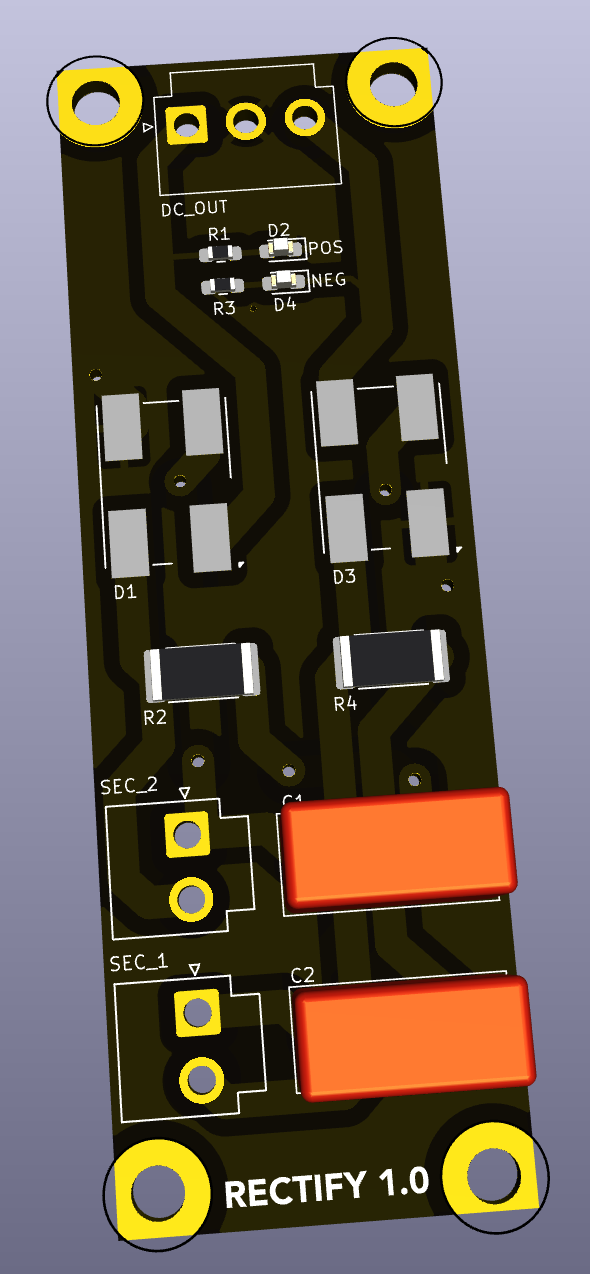 DC_OUT
R1
D2
POS
R3
D4
NEG
D1
D3
R2
R4
SEC_2
C1
SEC_1
C2
RECTIFY 1.0